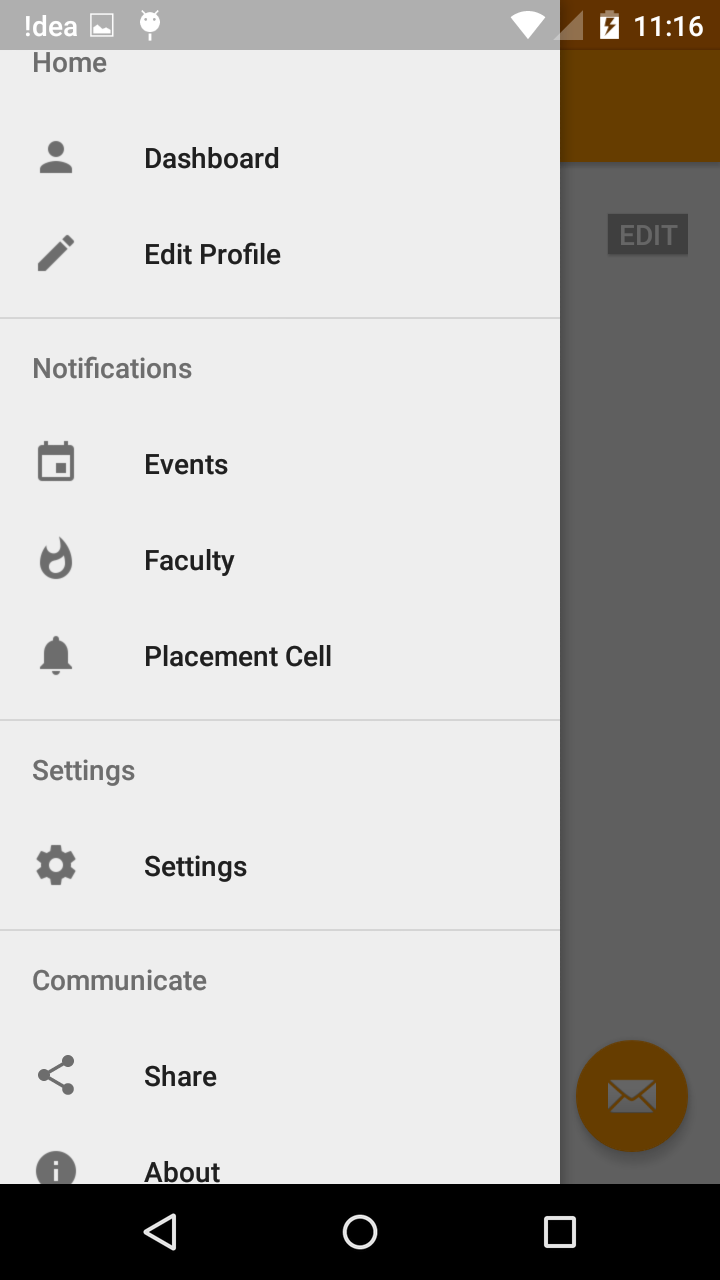 !dea 11:16
Home
Dashboard
Edit Profile
EDIT
Notifications
Events
Faculty
Placement Cell
Settings
Settings
Communicate
Share
About